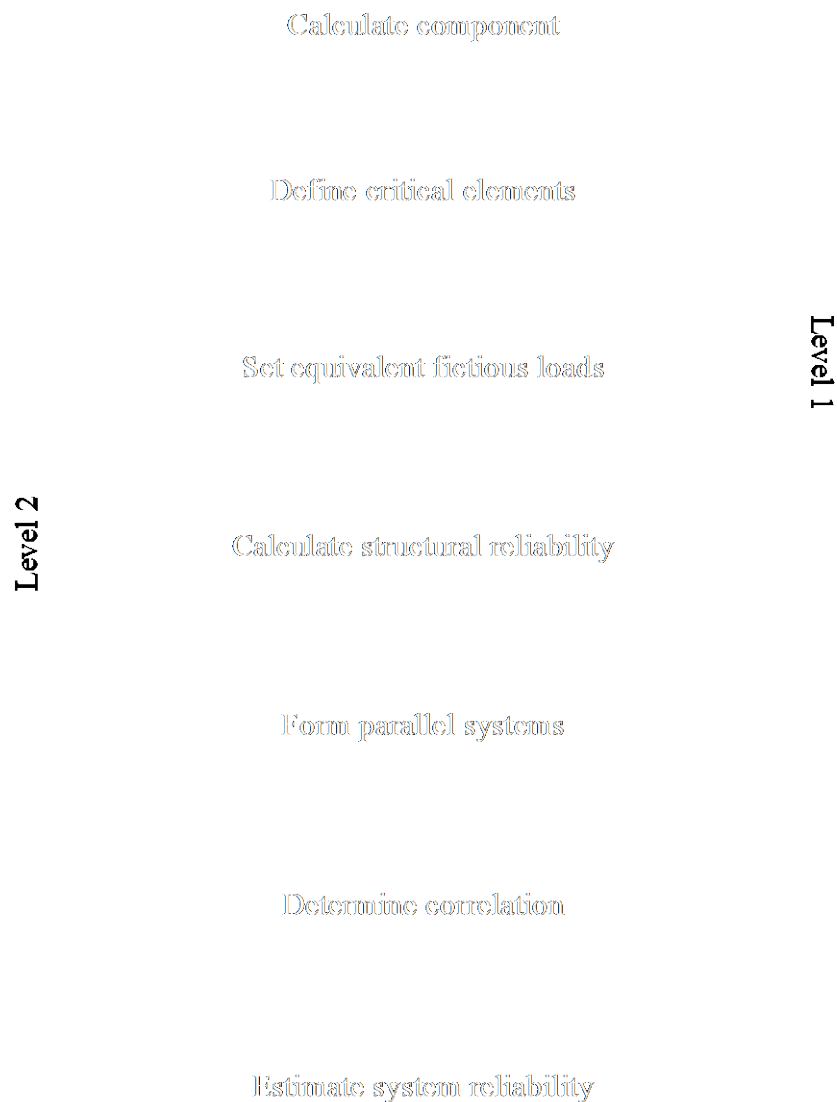 Calculate component
Define critical elements
Set equivalent fictious loads
Level 1
Level 2
Calculate structural reliability
Form parallel systems
Determine correlation
Estimate system reliability